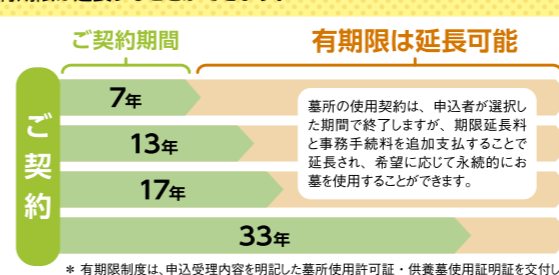 ご契約期間
有期限は延長可能
ご契約
7年
13年
17年
33年
墓所の使用契約は、申込者が選択し
た期間で終了しますが、期限延長料
と事務手続料を追加支払することで
延長され、希望に応じて永続的にお
墓を使用することができます。
* 有期限制度は、申込受理内容を明記した墓所使用許可証・供養墓使用証明証を交付し